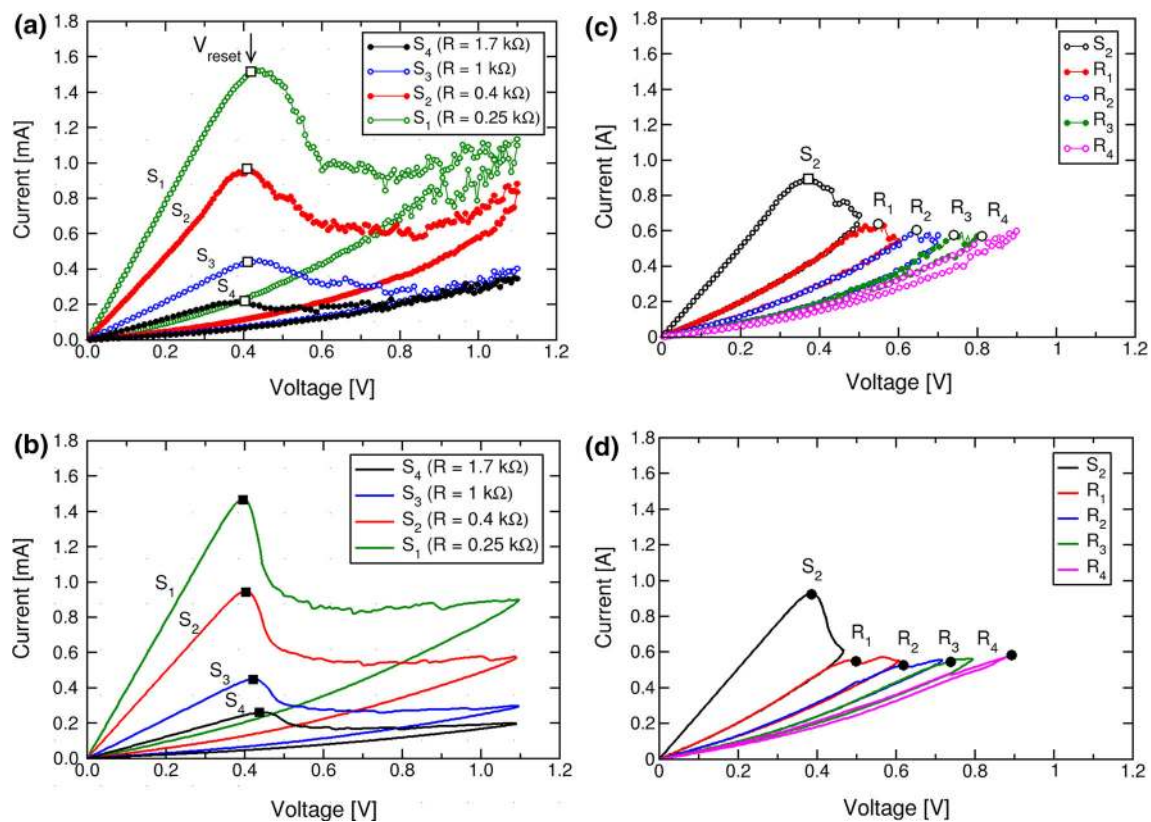 (a)
Current [mA]
1.8
1.6
1.4
1.2
1.0
0.8
0.6
0.4
0.2
0.0
V_reset
S₁
S₂
S₃
S₄
S₄ (R = 1.7 kΩ)
S₃ (R = 1 kΩ)
S₂ (R = 0.4 kΩ)
S₁ (R = 0.25 kΩ)
0.0 0.2 0.4 0.6 0.8 1.0 1.2
Voltage [V]
(c)
Current [A]
1.8
1.6
1.4
1.2
1.0
0.8
0.6
0.4
0.2
0.0
S₂
R₁
R₂
R₃
R₄
S₂
R₁
R₂
R₃
R₄
0 0.2 0.4 0.6 0.8 1 1.2
Voltage [V]
(b)
Current [mA]
1.8
1.6
1.4
1.2
1.0
0.8
0.6
0.4
0.2
0.0
S₁
S₂
S₃
S₄
S₄ (R = 1.7 kΩ)
S₃ (R = 1 kΩ)
S₂ (R = 0.4 kΩ)
S₁ (R = 0.25 kΩ)
0.0 0.2 0.4 0.6 0.8 1.0 1.2
Voltage [V]
(d)
Current [A]
1.8
1.6
1.4
1.2
1.0
0.8
0.6
0.4
0.2
0.0
S₂
R₁
R₂
R₃
R₄
S₂
R₁
R₂
R₃
R₄
0 0.2 0.4 0.6 0.8 1 1.2
Voltage [V]